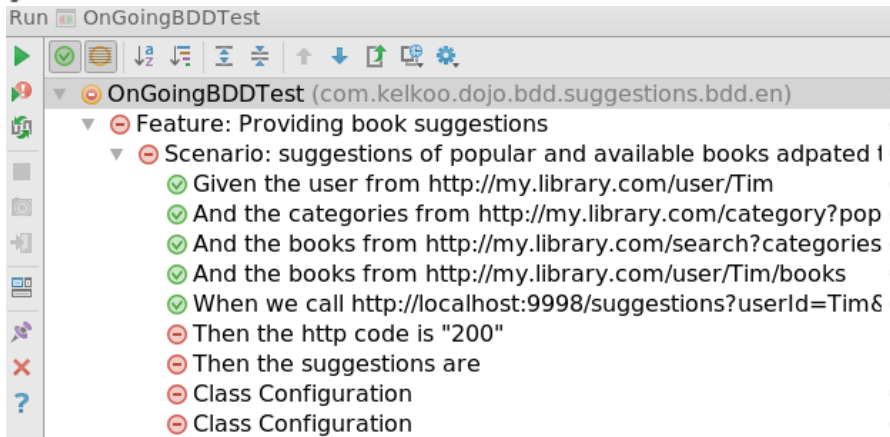 Run OnGoingBDDTest
OnGoingBDDTest (com.kelkoo.dojo.bdd.suggestions.bdd.en)
Feature: Providing book suggestions
Scenario: suggestions of popular and available books adpated t
Given the user from http://my.library.com/user/Tim
And the categories from http://my.library.com/category?pop
And the books from http://my.library.com/search?categories
And the books from http://my.library.com/user/Tim/books
When we call http://localhost:9998/suggestions?userId=Tim&
Then the http code is "200"
Then the suggestions are
Class Configuration
Class Configuration